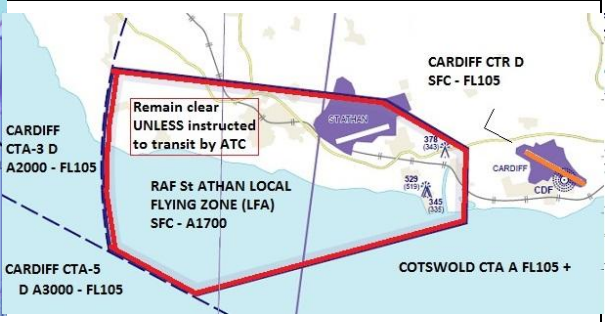 CARDIFF CTR D
SFC - FL105
Remain clear
UNLESS instructed
to transit by ATC
ST ATHAN
378
(343)
CARDIFF
CTA-3 D
A2000 - FL105
CARDIFF
529
(519)
CDF
RAF St ATHAN LOCAL
FLYING ZONE (LFA)
SFC - A1700
345
(335)
CARDIFF CTA-5
D A3000 - FL105
COTSWOLD CTA A FL105 +